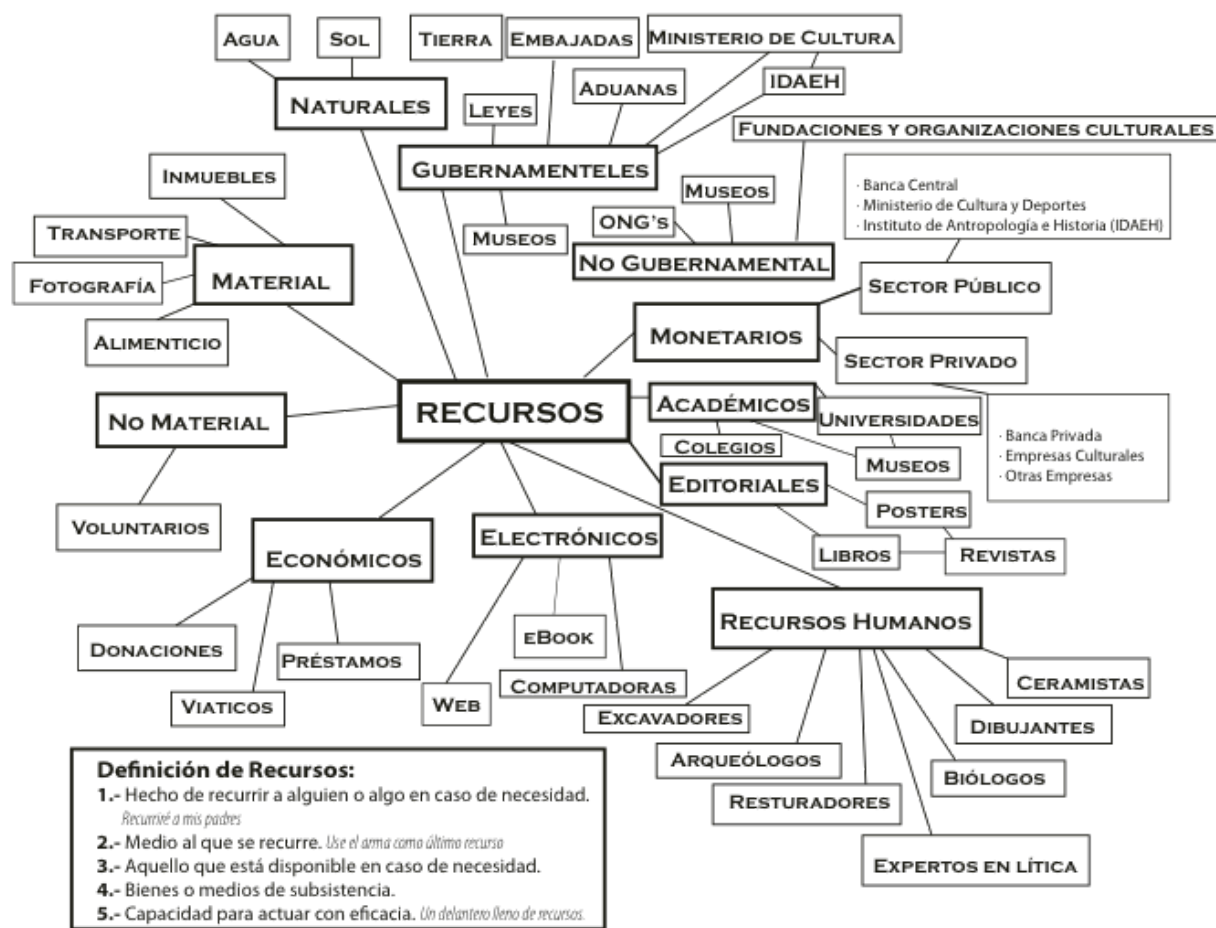 AGUA
SOL
TIERRA
EMBAJADAS
MINISTERIO DE CULTURA
NATURALES
LEYES
ADUANAS
IDAEH
FUNDACIONES Y ORGANIZACIONES CULTURALES
GUBERNAMENTELES
INMUEBLES
MUSEOS
· Banca Central
· Ministerio de Cultura y Deportes
· Instituto de Antropología e Historia (IDAEH)
TRANSPORTE
MUSEOS
ONG's
NO GUBERNAMENTAL
FOTOGRAFÍA
MATERIAL
SECTOR PÚBLICO
ALIMENTICIO
MONETARIOS
SECTOR PRIVADO
NO MATERIAL
RECURSOS
ACADÉMICOS
UNIVERSIDADES
COLEGIOS
MUSEOS
· Banca Privada
· Empresas Culturales
· Otras Empresas
EDITORIALES
VOLUNTARIOS
POSTERS
ECONÓMICOS
ELECTRÓNICOS
LIBROS
REVISTAS
DONACIONES
PRÉSTAMOS
EBOOK
RECURSOS HUMANOS
VIATICOS
WEB
COMPUTADORAS
CERAMISTAS
EXCAVADORES
DIBUJANTES
ARQUEÓLOGOS
BIÓLOGOS
RESTURADORES
EXPERTOS EN LÍTICA
Definición de Recursos:
1.- Hecho de recurrir a alguien o algo en caso de necesidad.
Recurriré a mis padres
2.- Medio al que se recurre. Use el arma como último recurso
3.- Aquello que está disponible en caso de necesidad.
4.- Bienes o medios de subsistencia.
5.- Capacidad para actuar con eficacia. Un delantero lleno de recursos.